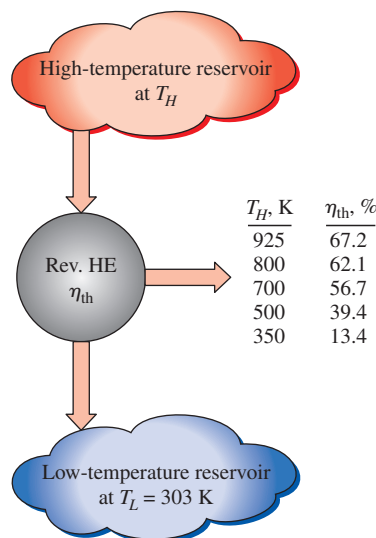 High-temperature reservoir
at T_H
Rev. HE
η_th
T_H, K η_th, %
925 67.2
800 62.1
700 56.7
500 39.4
350 13.4
Low-temperature reservoir
at T_L = 303 K